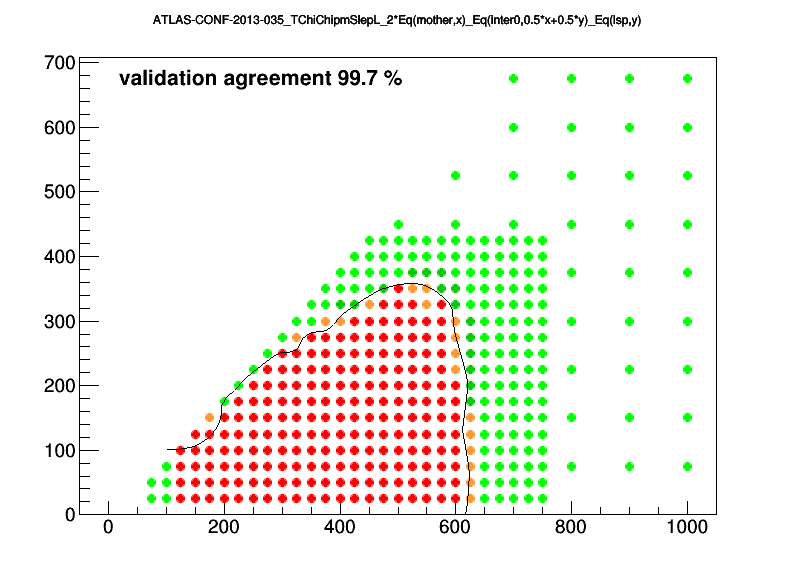 ATLAS-CONF-2013-035_TChiChipmSlepL_2*Eq(mother,x)_Eq(inter0,0.5*x+0.5*y)_Eq(lsp,y)
validation agreement 99.7 %
700
600
500
400
300
200
100
0
0 200 400 600 800 1000